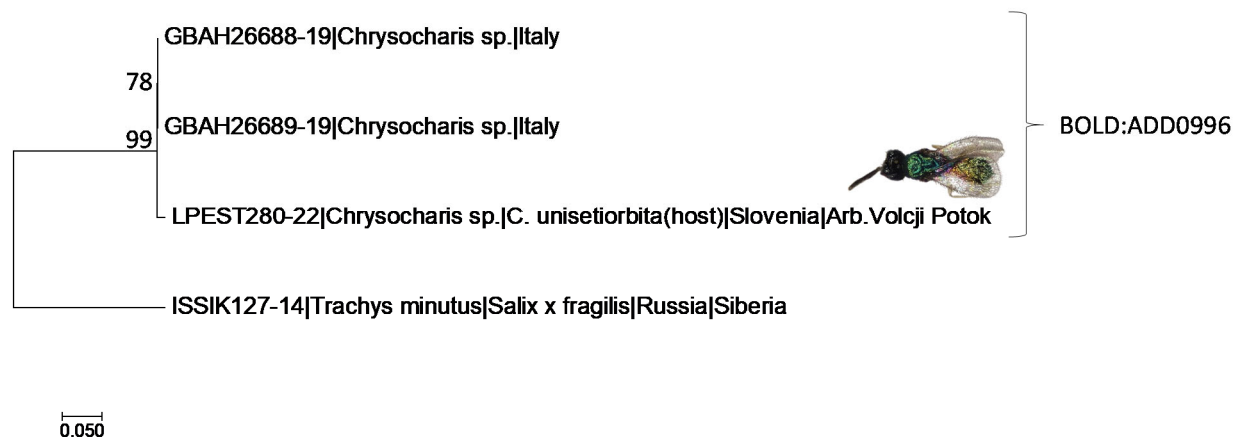 GBAH26688-19|Chrysocharis sp.|Italy
78
GBAH26689-19|Chrysocharis sp.|Italy
99
BOLD:ADD0996
LPEST280-22|Chrysocharis sp.|C. unisetiorbita(host)|Slovenia|Arb.Volcji Potok
ISSIK127-14|Trachys minutus|Salix x fragilis|Russia|Siberia
0.050